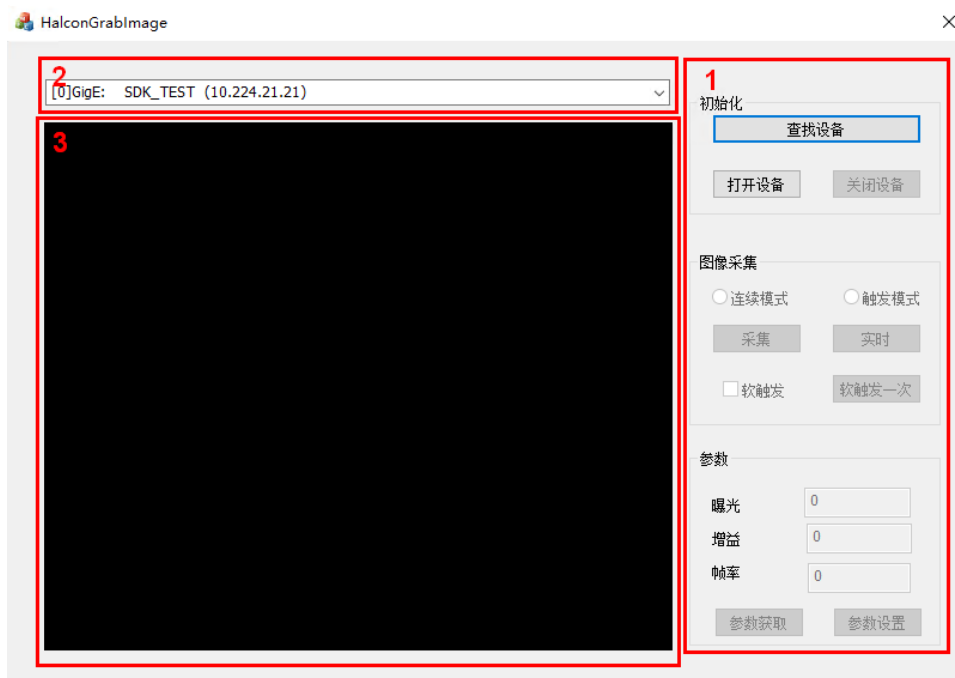 HalconGrabImage
2
[0]GigE: SDK_TEST (10.224.21.21)
3
1
初始化
查找设备
打开设备 关闭设备
图像采集
连续模式 触发模式
采集 实时
软触发 软触发一次
参数
曝光 0
增益 0
帧率 0
参数获取 参数设置